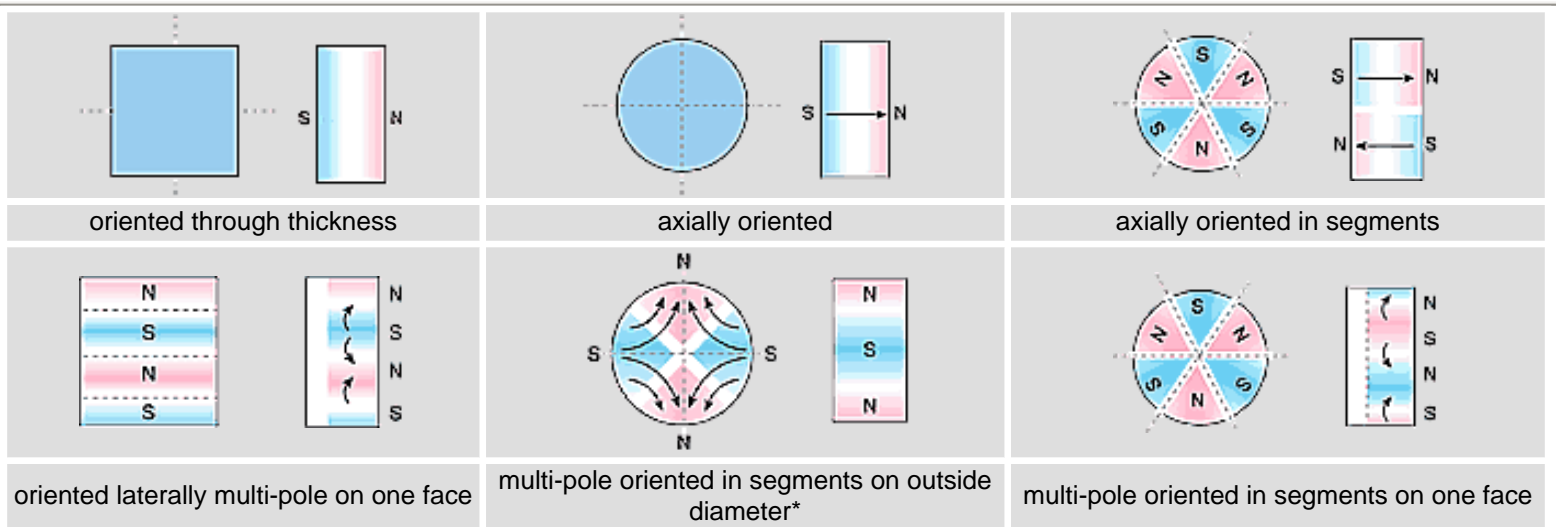 S N
S N
S N N S S N
S N
N S
oriented through thickness
axially oriented
axially oriented in segments
N S N S
N S N S
N S S N
N S N
S N N S S N
N S N S
oriented laterally multi-pole on one face
multi-pole oriented in segments on outside
diameter*
multi-pole oriented in segments on one face